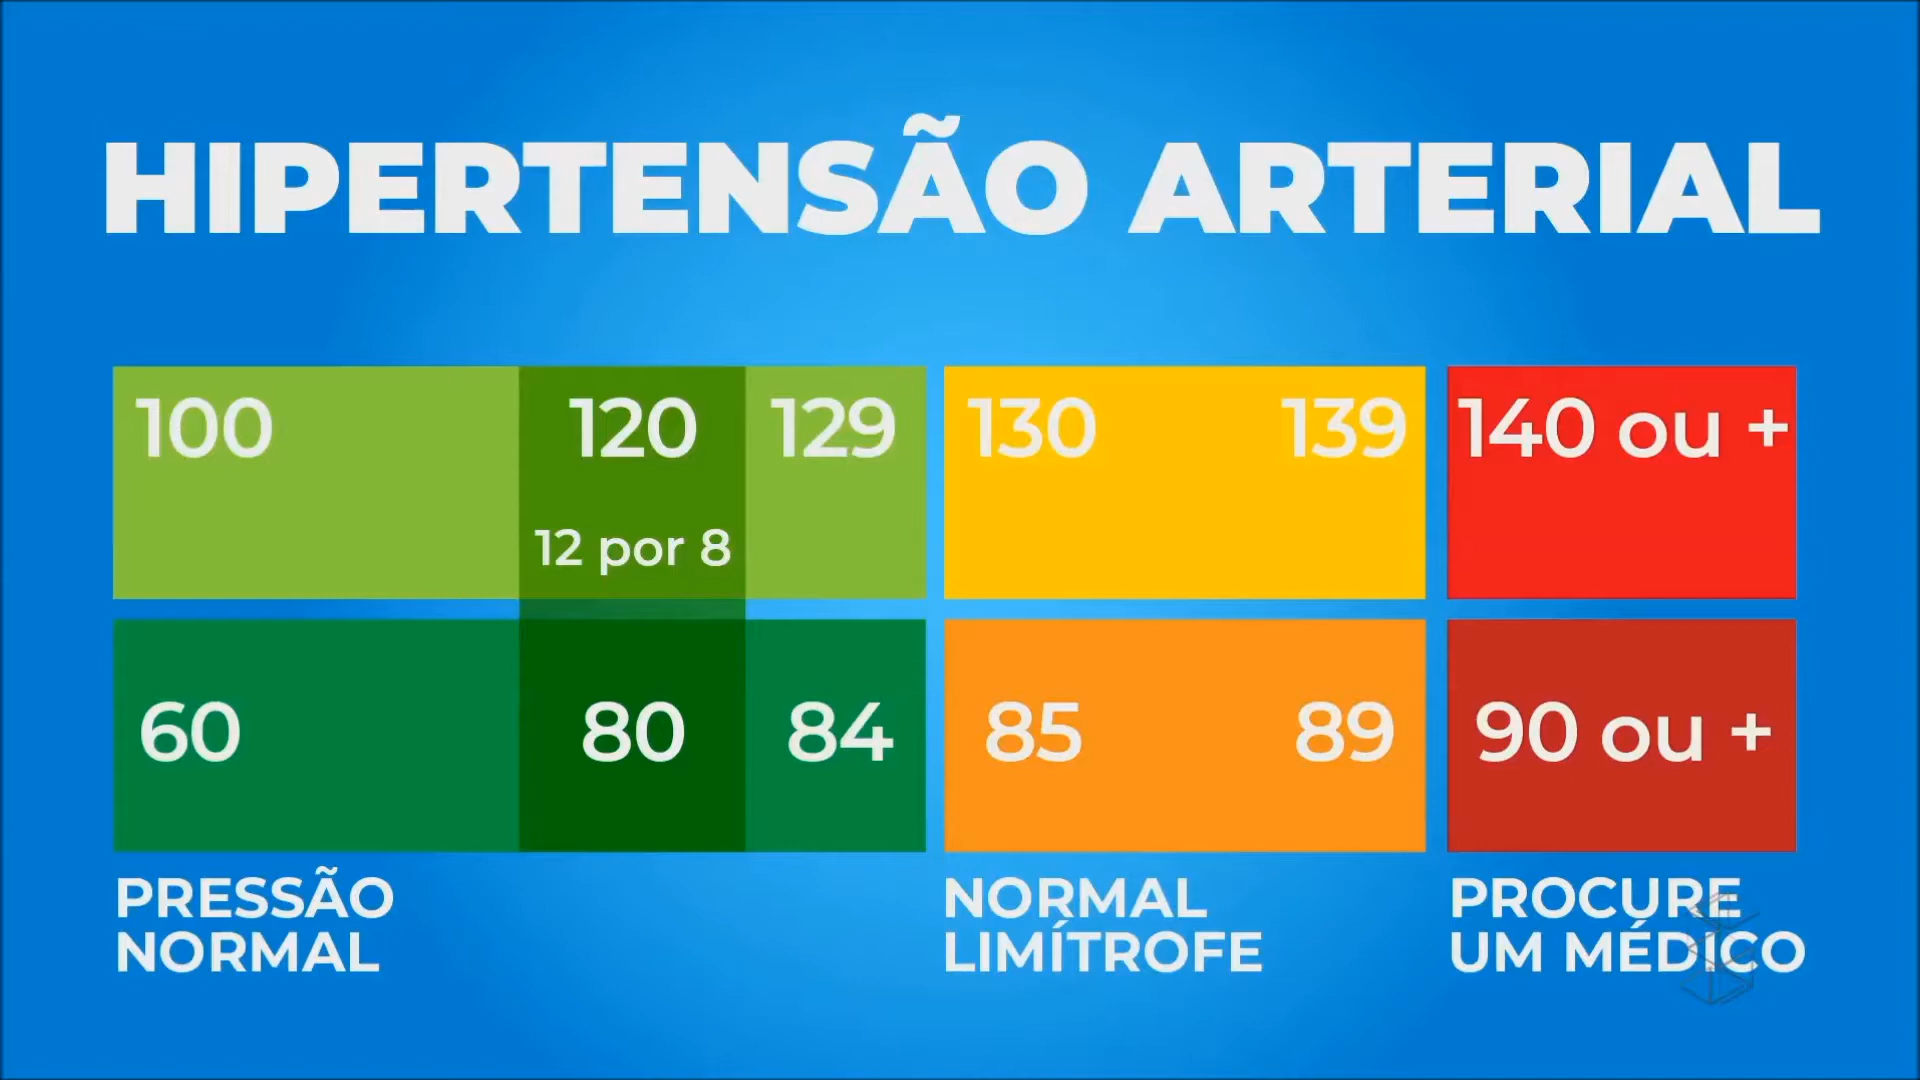 HIPERTENSÃO ARTERIAL
100 120 129 130 139 140 ou +
12 por 8
60 80 84 85 89 90 ou +
PRESSÃO NORMAL
NORMAL LIMÍTROFE
PROCURE UM MÉDICO